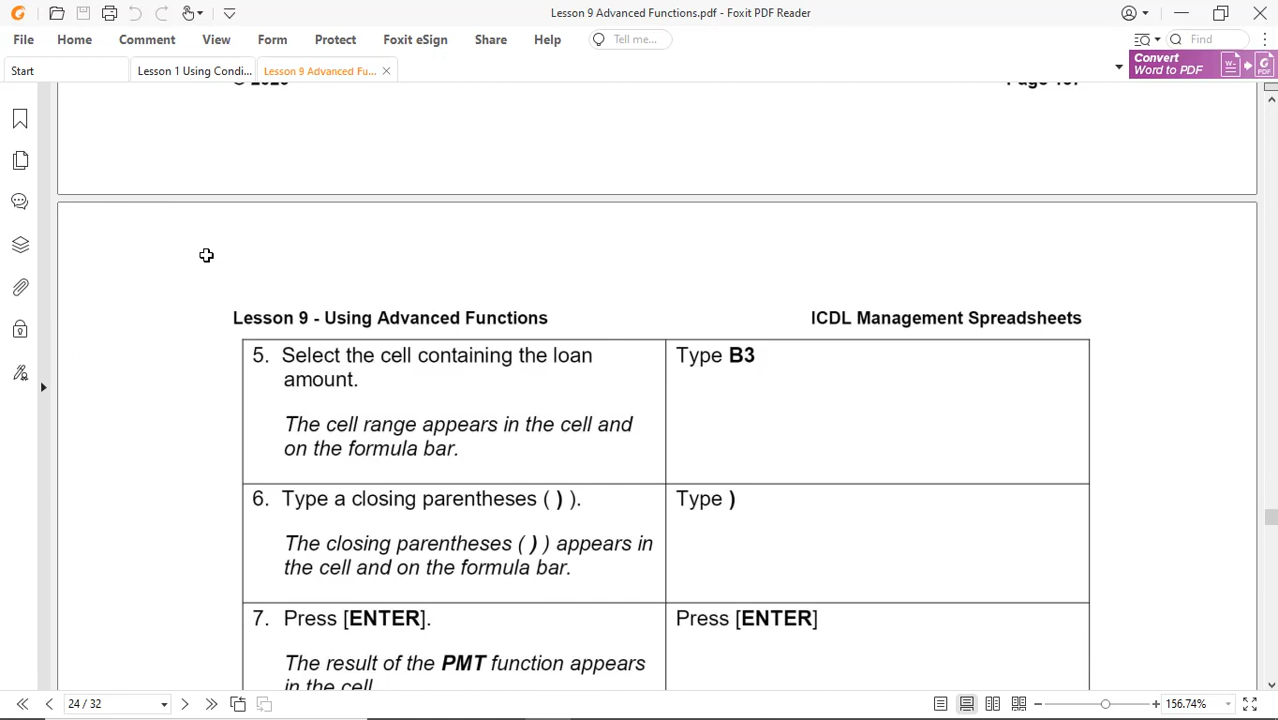 Lesson 9 Advanced Functions.pdf - Foxit PDF Reader
File Home Comment View Form Protect Foxit eSign Share Help Tell me... Find
Start Lesson 1 Using Condi... Lesson 9 Advanced Fu... Convert
Word to PDF
© 2020
Lesson 9 - Using Advanced Functions ICDL Management Spreadsheets
5. Select the cell containing the loan Type B3
amount.
The cell range appears in the cell and
on the formula bar.
6. Type a closing parentheses ( ) ). Type )
The closing parentheses ( ) ) appears in
the cell and on the formula bar.
7. Press [ENTER]. Press [ENTER]
The result of the PMT function appears
in the cell
24 / 32 156.74%